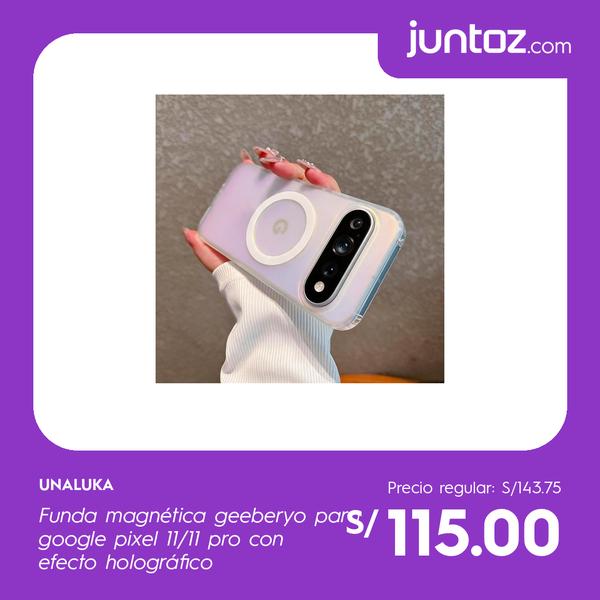 juntoz.com
G
UNALUKA
Precio regular: S/143.75
Funda magnética geeberyo para
google pixel 11/11 pro con
efecto holográfico
S/ 115.00